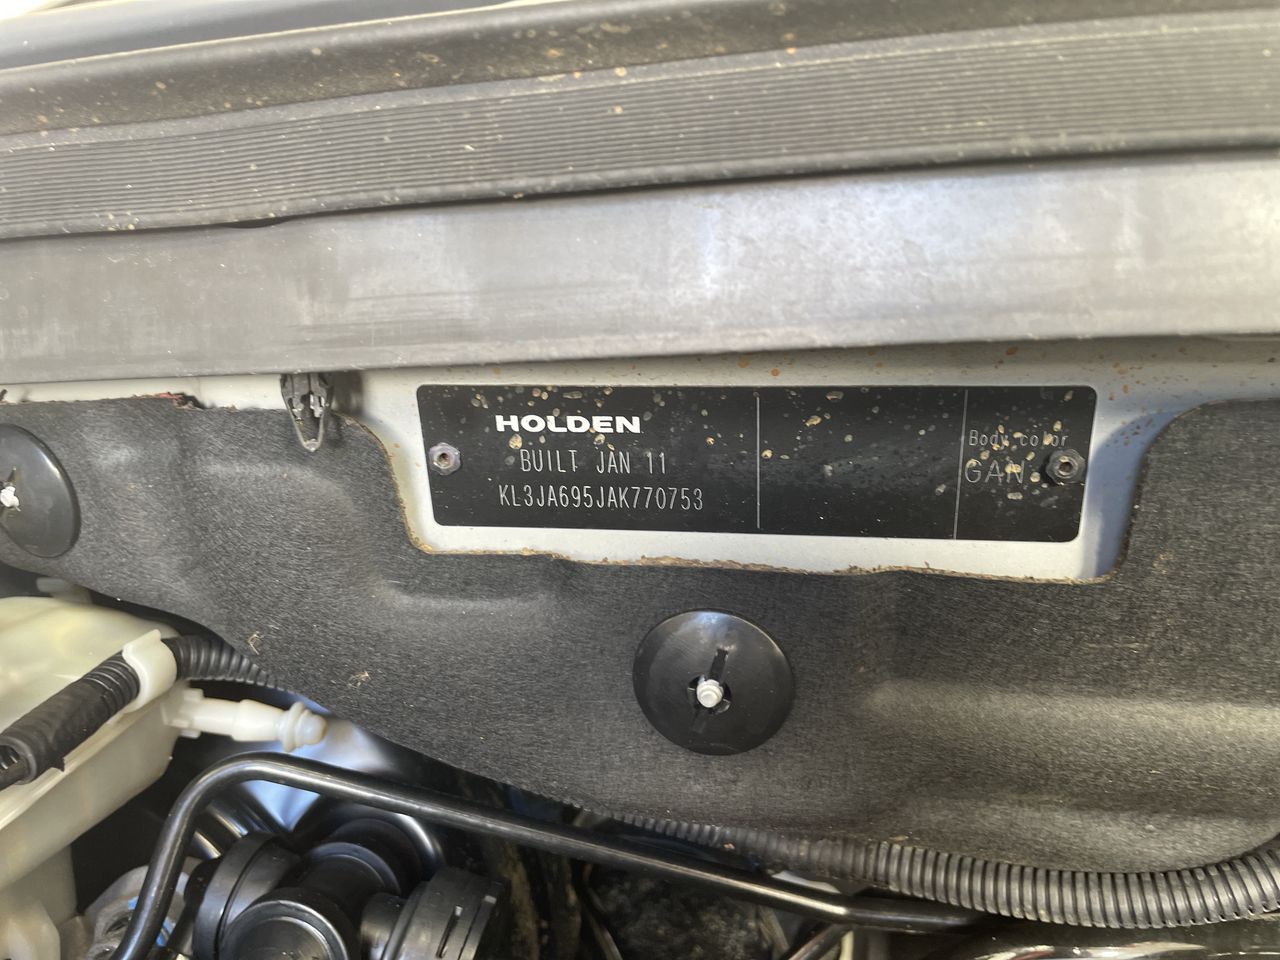 HOLDEN
BUILT JAN 11
KL3JA695JAK770753
Body color
GAN